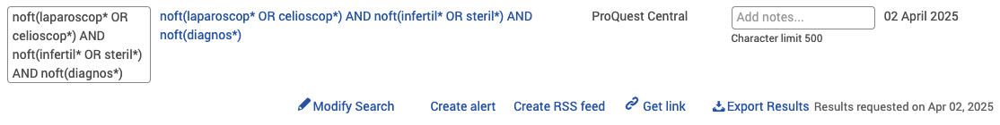 noft(laparoscop* OR
celioscop*) AND
noft(infertil* OR steril*)
AND noft(diagnos*)
noft(laparoscop* OR celioscop*) AND noft(infertil* OR steril*) AND
noft(diagnos*)
ProQuest Central
Add notes...
Character limit 500
02 April 2025
Modify Search
Create alert
Create RSS feed
Get link
Export Results
Results requested on Apr 02, 2025